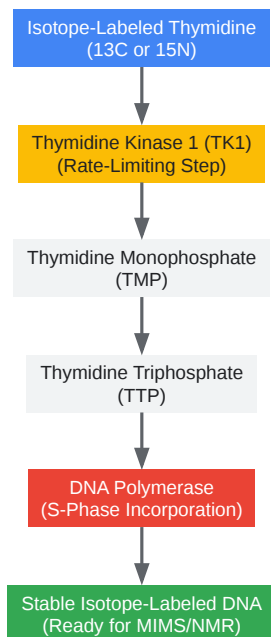 Isotope-Labeled Thymidine
(13C or 15N)
Thymidine Kinase 1 (TK1)
(Rate-Limiting Step)
Thymidine Monophosphate
(TMP)
Thymidine Triphosphate
(TTP)
DNA Polymerase
(S-Phase Incorporation)
Stable Isotope-Labeled DNA
(Ready for MIMS/NMR)